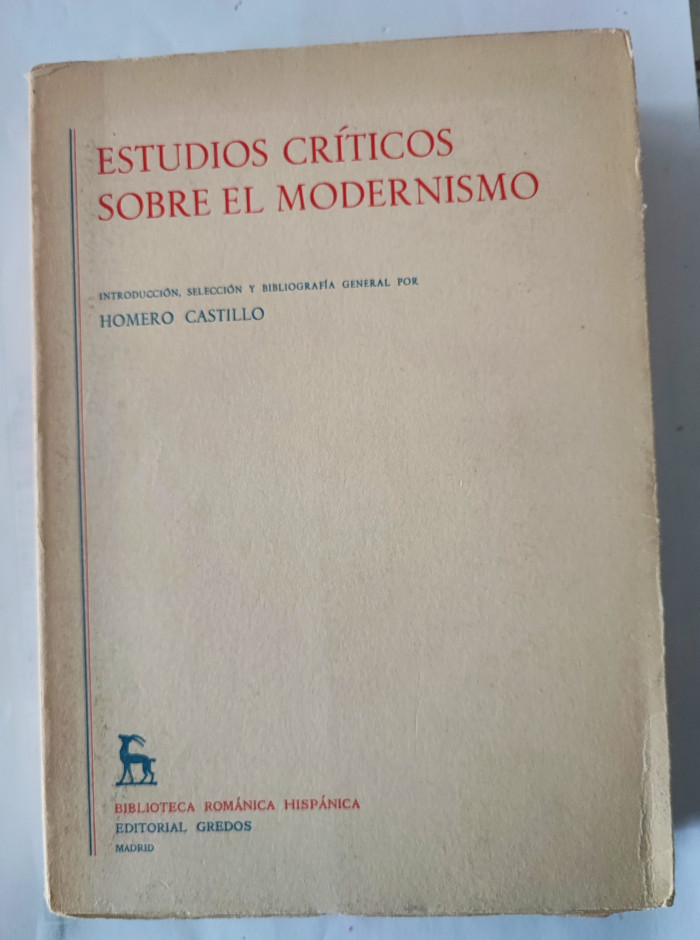 ESTUDIOS CRÍTICOS
SOBRE EL MODERNISMO
INTRODUCCIÓN, SELECCIÓN Y BIBLIOGRAFÍA GENERAL POR
HOMERO CASTILLO
BIBLIOTECA ROMÁNICA HISPÁNICA
EDITORIAL GREDOS
MADRID